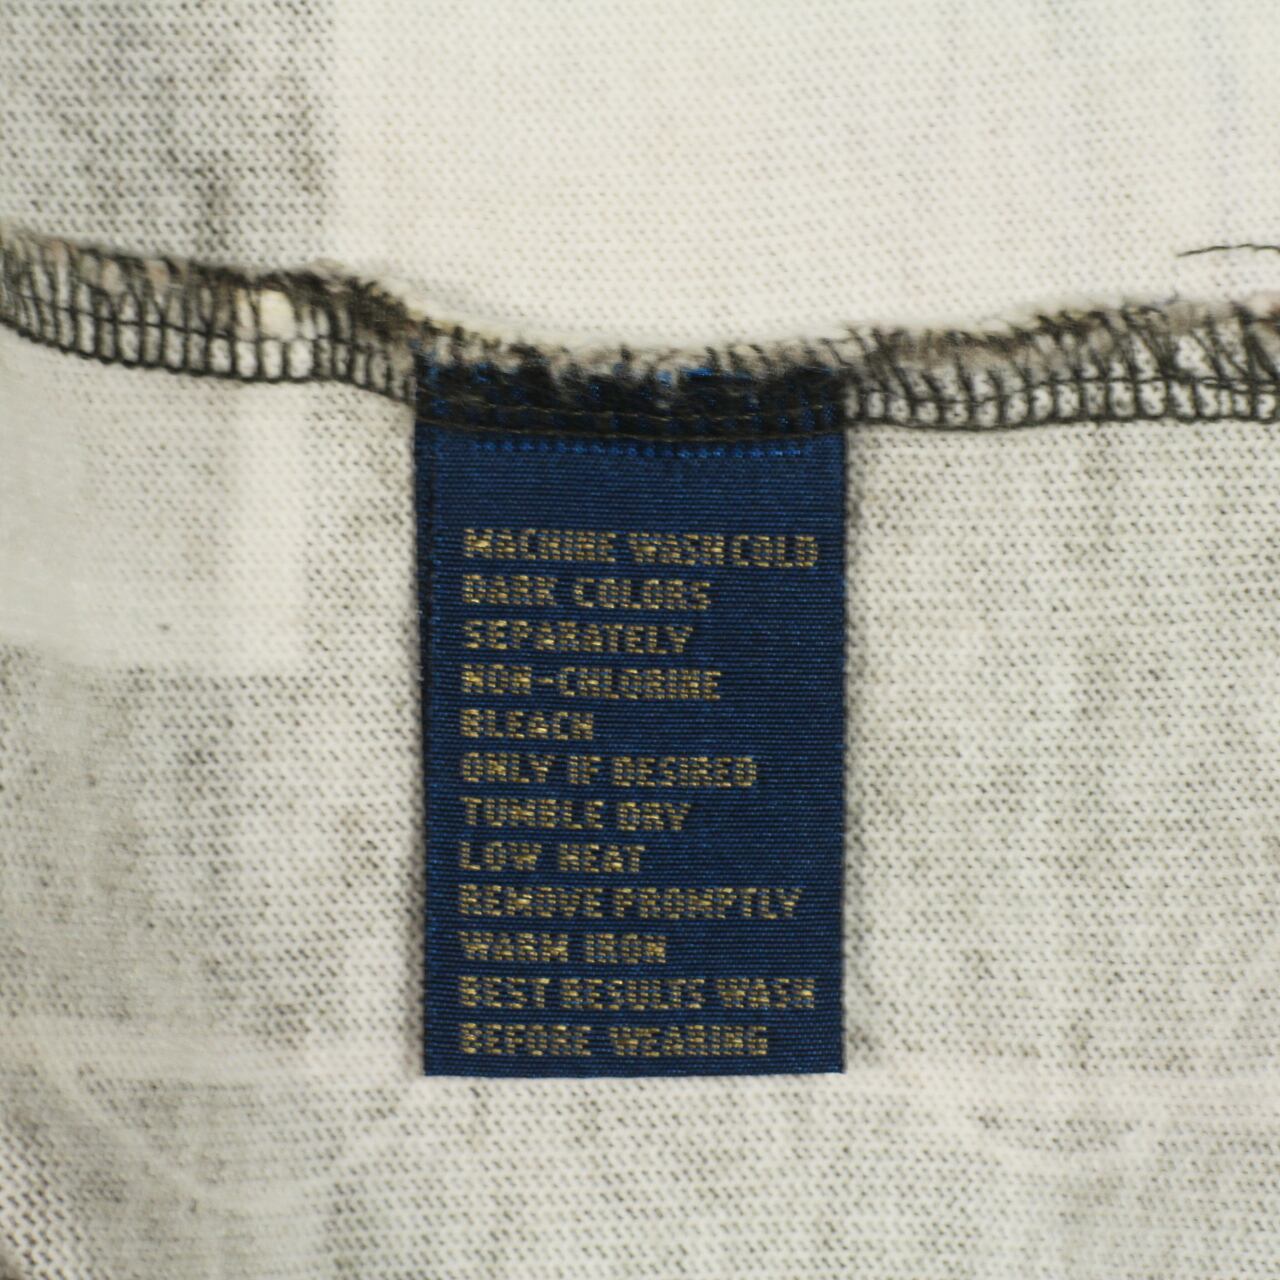 MACHINE WASH COLD
DARK COLORS
SEPARATELY
NON-CHLORINE
BLEACH
ONLY IF DESIRED
TUMBLE DRY
LOW HEAT
REMOVE PROMPTLY
WARM IRON
BEST RESULTS WASH
BEFORE WEARING